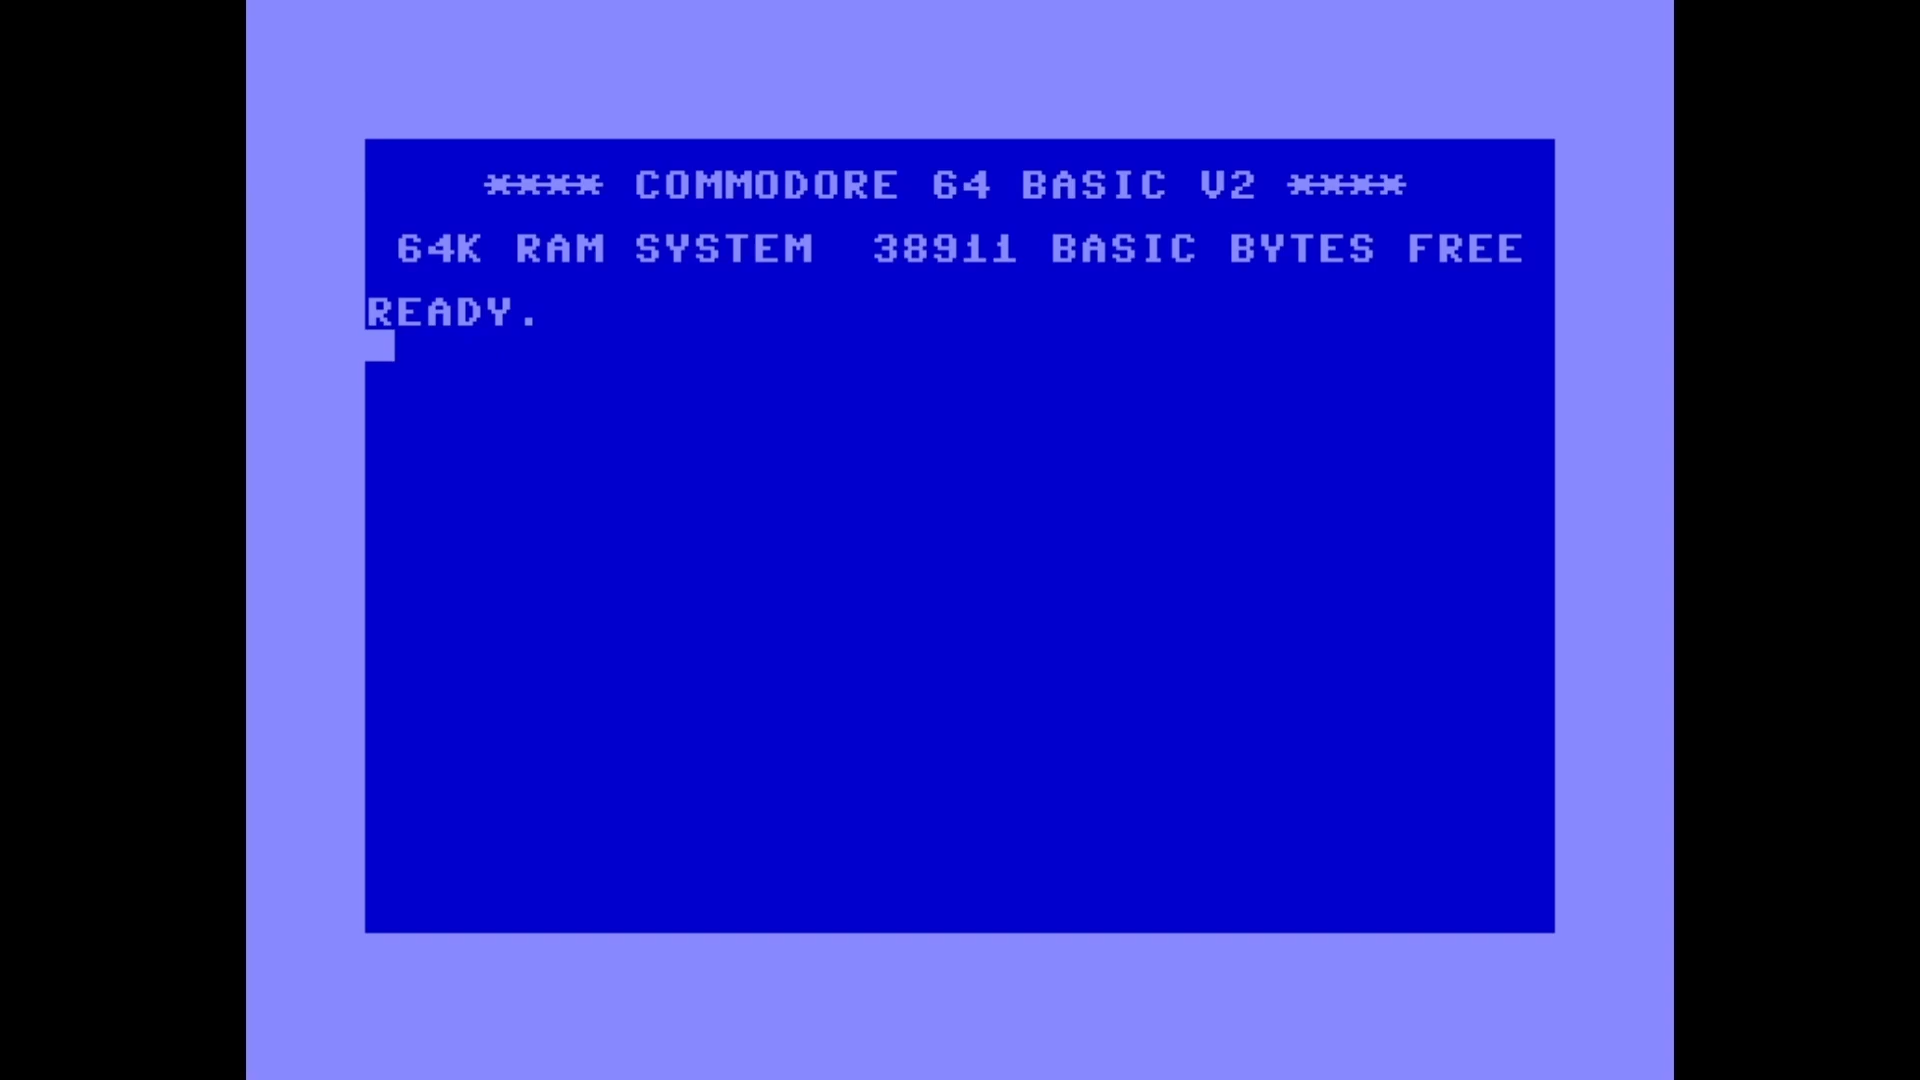 **** COMMODORE 64 BASIC V2 ****
64K RAM SYSTEM  38911 BASIC BYTES FREE
READY.